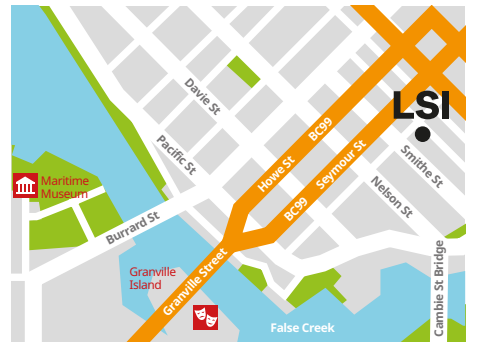 LSI
Davie St
BC99
Howe St
Seymour St
BC99
Smithe St
Nelson St
Pacific St
Maritime
Museum
Burrard St
Granville
Island
Granville Street
False Creek
Cambie St Bridge